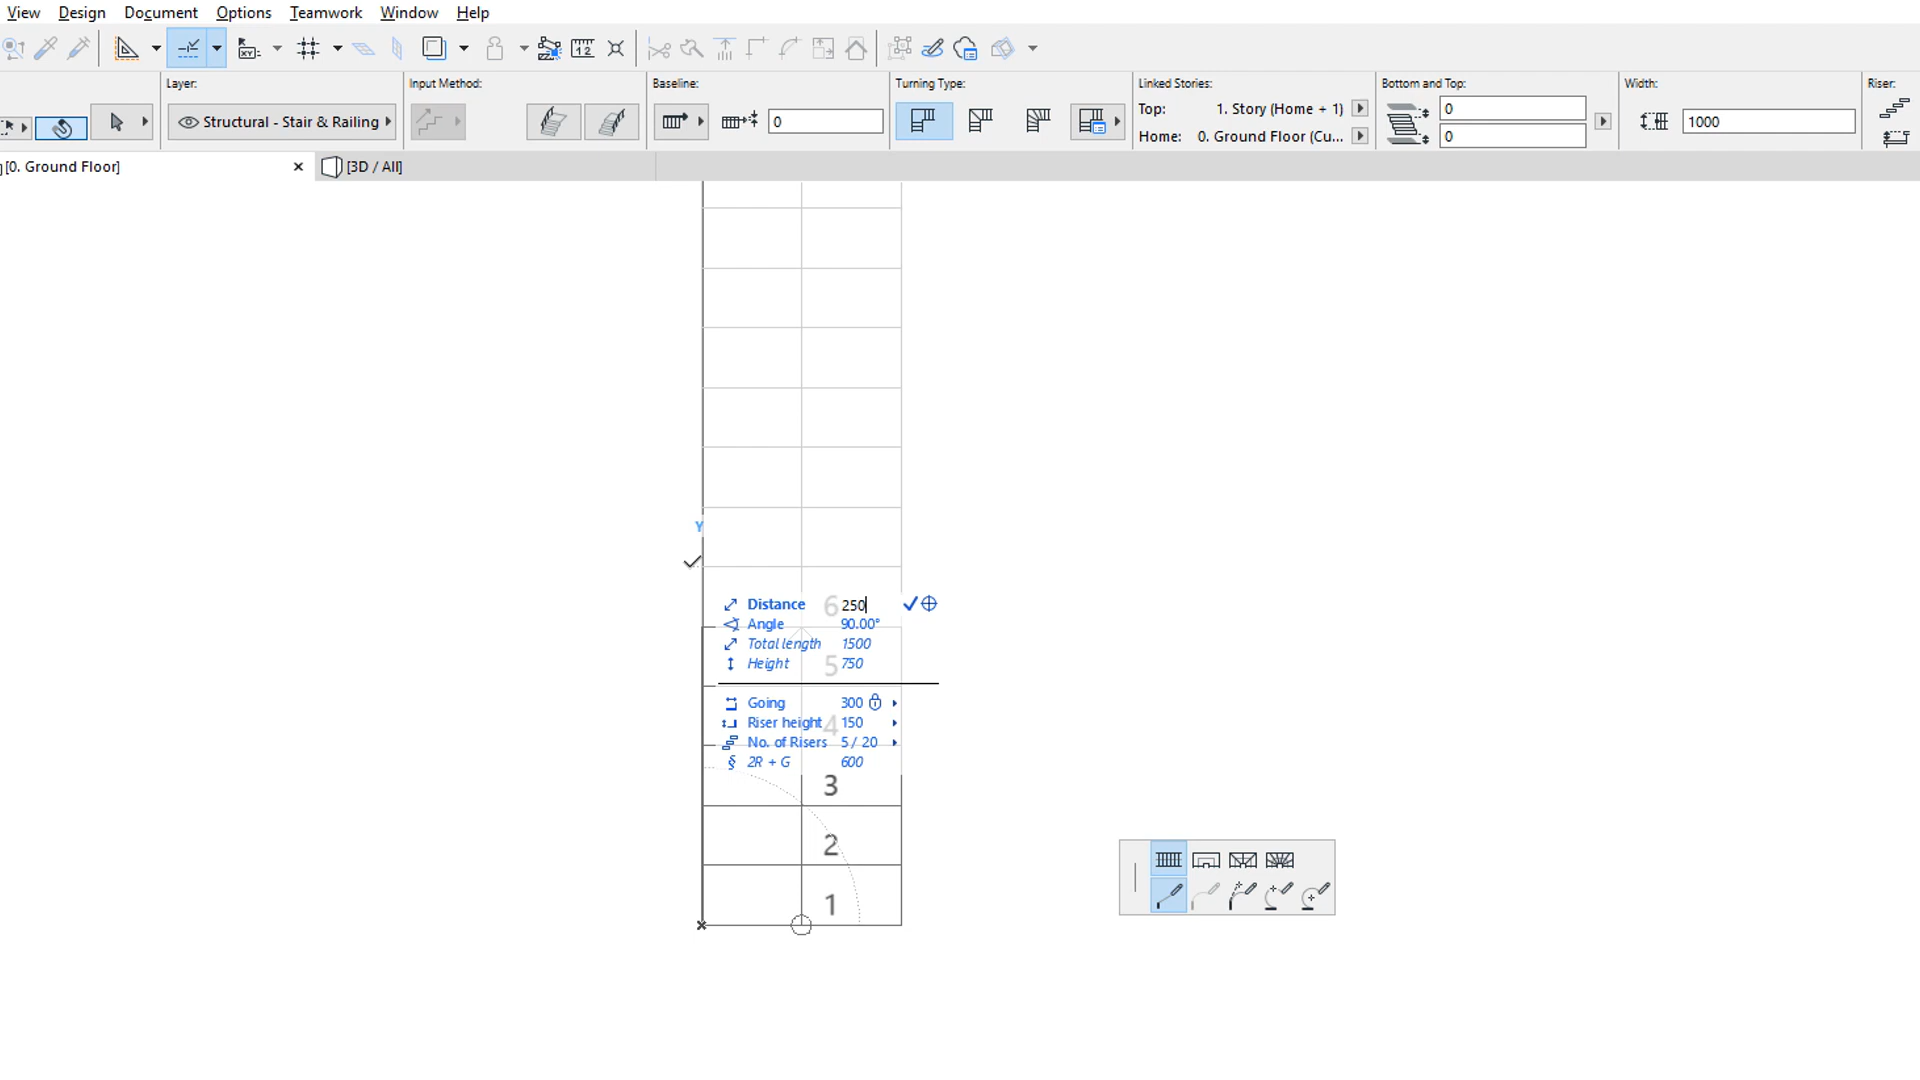 View Design Document Options Teamwork Window Help
Layer:
Input Method:
Baseline:
Turning Type:
Linked Stories:
Bottom and Top:
Width:
Riser:
Structural - Stair & Railing
0
Top: 1. Story (Home + 1)
Home: 0. Ground Floor (Cu...
0
0
1000
[0. Ground Floor]
[3D / All]
Y
Distance 6 250
Angle 90.00°
Total length 1500
Height 5 750
Going 300
Riser height 4 150
No. of Risers 5 / 20
§ 2R + G 600
3
2
1